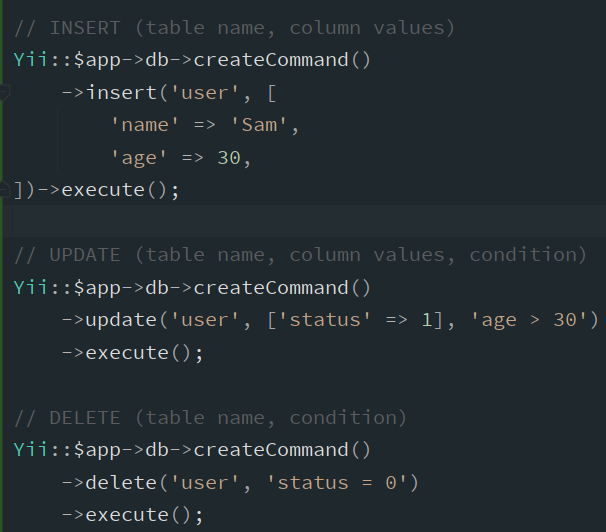 // INSERT (table name, column values)
Yii::$app->db->createCommand()
    ->insert('user', [
        'name' => 'Sam',
        'age' => 30,
])->execute();
// UPDATE (table name, column values, condition)
Yii::$app->db->createCommand()
    ->update('user', ['status' => 1], 'age > 30')
    ->execute();
// DELETE (table name, condition)
Yii::$app->db->createCommand()
    ->delete('user', 'status = 0')
    ->execute();